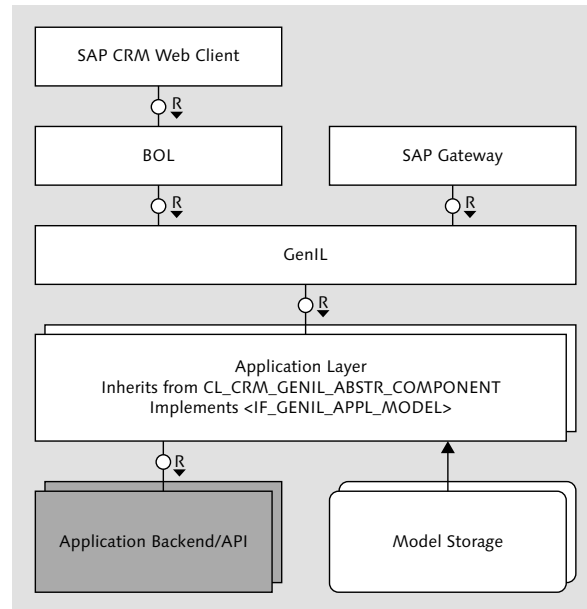 SAP CRM Web Client
R
BOL
SAP Gateway
R
R
GenIL
R
Application Layer
Inherits from CL_CRM_GENIL_ABSTR_COMPONENT
Implements <IF_GENIL_APPL_MODEL>
R
Application Backend/API
Model Storage